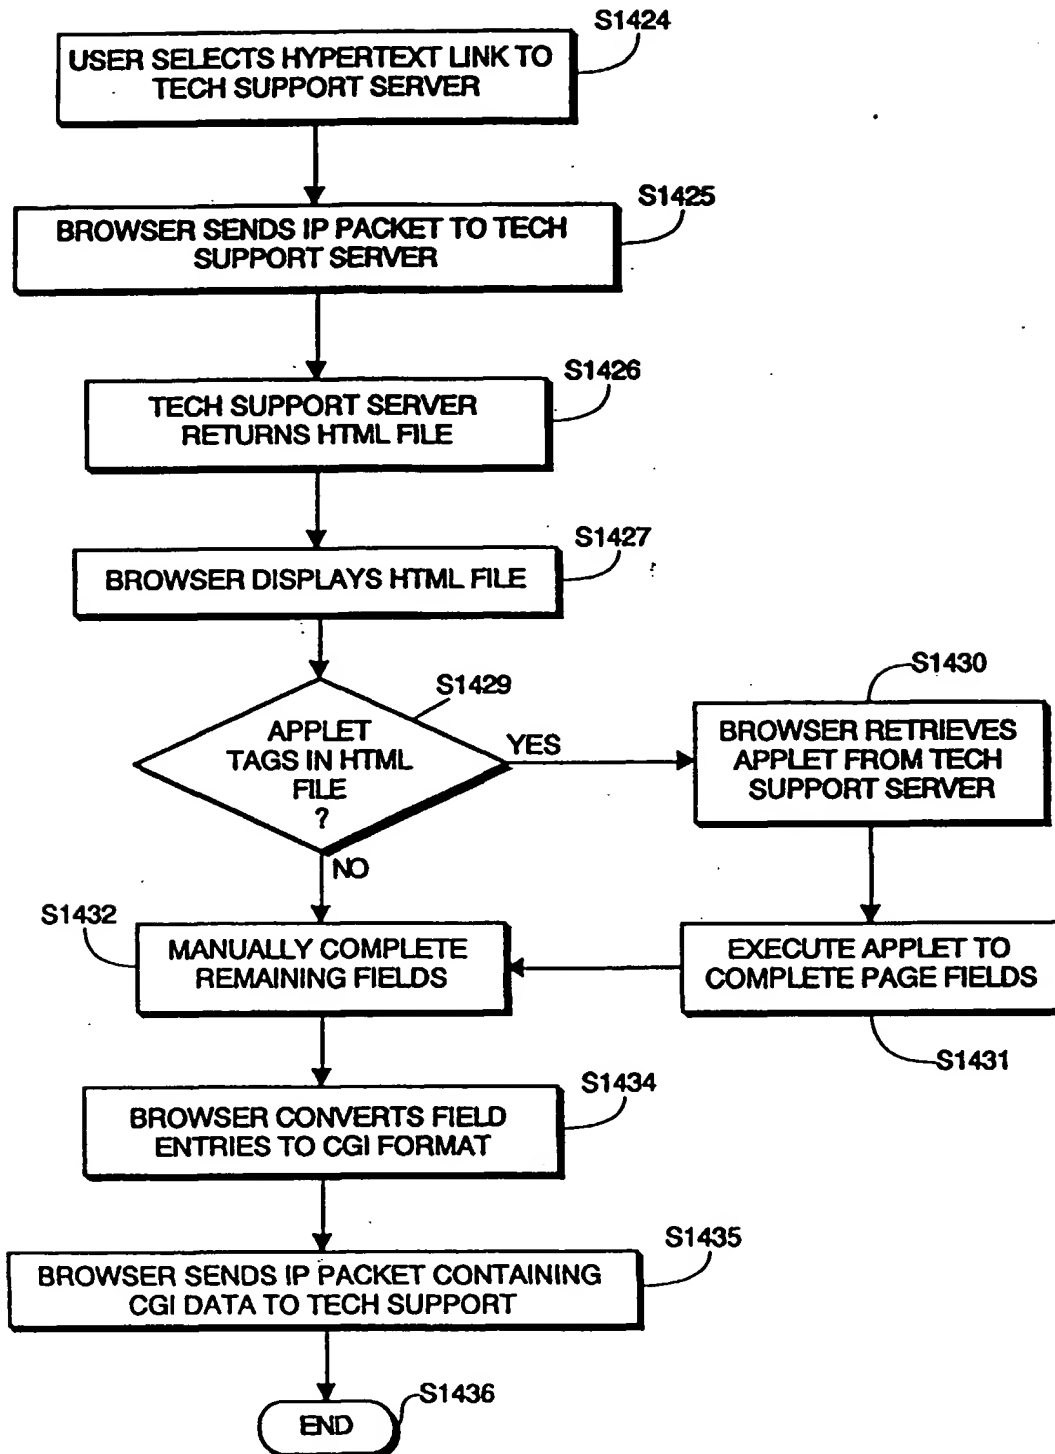 S1424
USER SELECTS HYPERTEXT LINK TO
TECH SUPPORT SERVER
S1425
BROWSER SENDS IP PACKET TO TECH
SUPPORT SERVER
S1426
TECH SUPPORT SERVER
RETURNS HTML FILE
S1427
BROWSER DISPLAYS HTML FILE
S1429
APPLET
TAGS IN HTML
FILE
?
YES
NO
S1430
BROWSER RETRIEVES
APPLET FROM TECH
SUPPORT SERVER
EXECUTE APPLET TO
COMPLETE PAGE FIELDS
S1431
S1432
MANUALLY COMPLETE
REMAINING FIELDS
S1434
BROWSER CONVERTS FIELD
ENTRIES TO CGI FORMAT
S1435
BROWSER SENDS IP PACKET CONTAINING
CGI DATA TO TECH SUPPORT
S1436
END